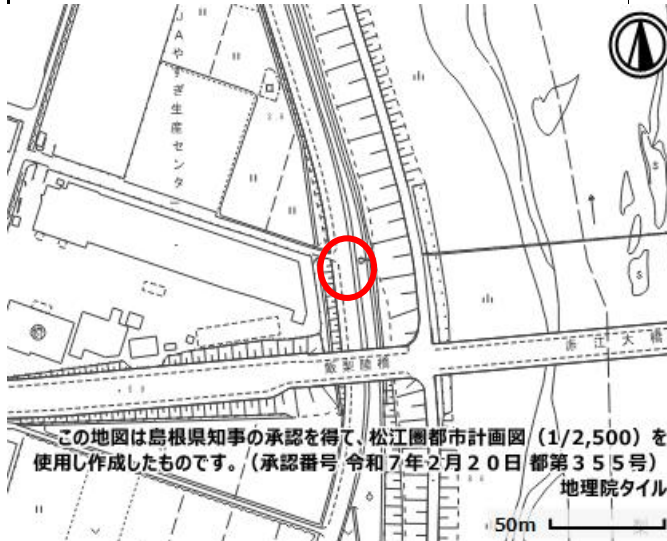 JAやすぎ生産センター
飯梨陸橋
赤江大橋
この地図は島根県知事の承認を得て、松江圏都市計画図（1/2,500）を
使用し作成したものです。（承認番号 令和７年２月２０日 都第３５５号）
地理院タイル
50m